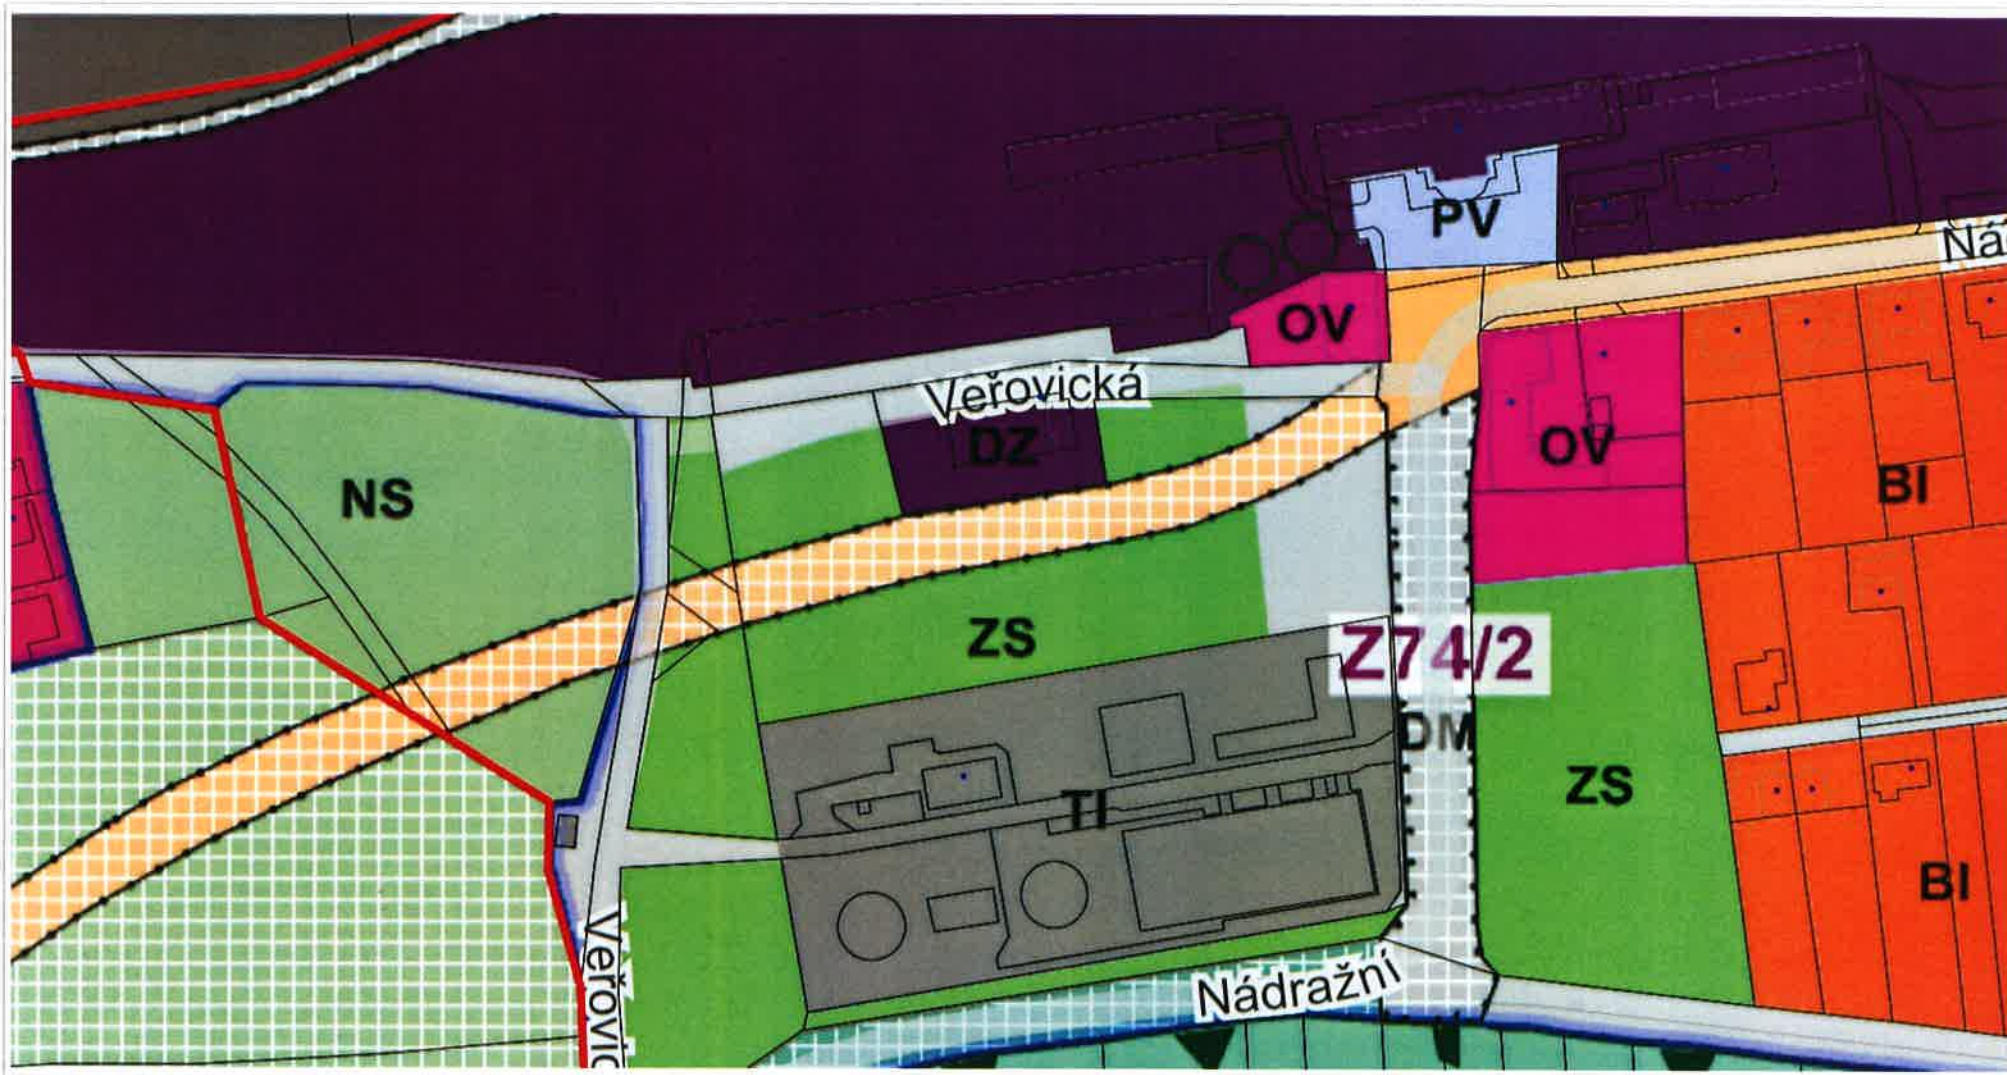 PV
Ná
OV
Veřovická
DZ
OV
BI
NS
ZS
Z74/2
DM
ZS
TI
BI
Veřovic
Nádražní